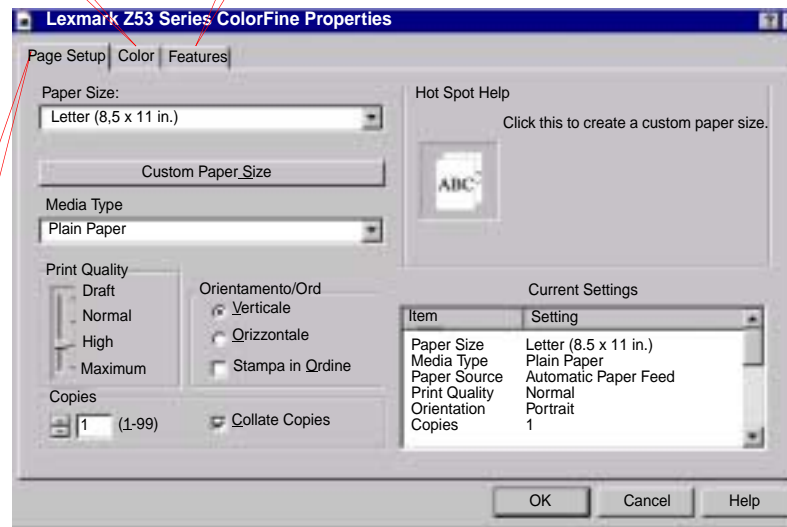 Lexmark Z53 Series ColorFine Properties
Page Setup Color Features
Paper Size:
Letter (8,5 x 11 in.)
Custom Paper Size
Media Type
Plain Paper
Hot Spot Help
Click this to create a custom paper size.
ABC
Print Quality
Draft
Normal
High
Maximum
Orientamento/Ord
Verticale
Orizzontale
Stampa in Ordine
Copies
1 (1-99)
Collate Copies
Current Settings
Item Setting
Paper Size Letter (8.5 x 11 in.)
Media Type Plain Paper
Paper Source Automatic Paper Feed
Print Quality Normal
Orientation Portrait
Copies 1
OK Cancel Help